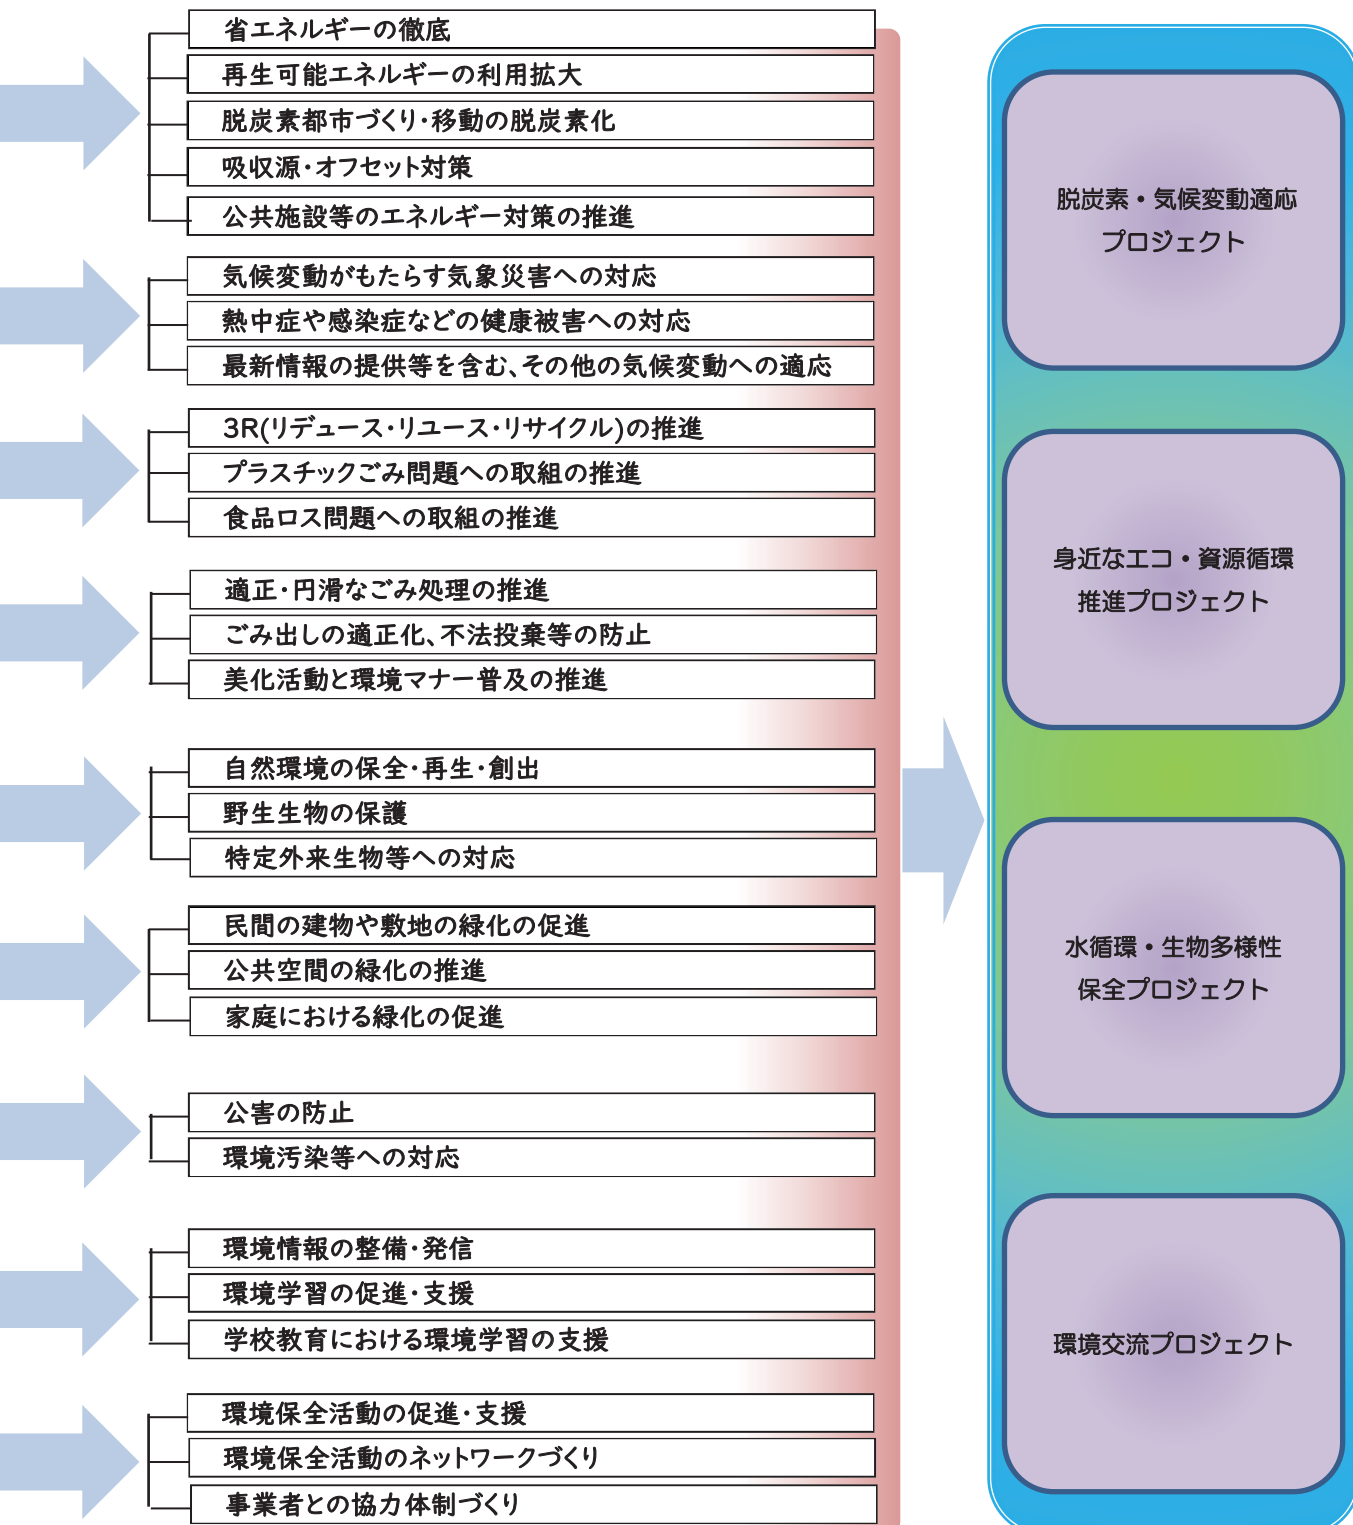 省エネルギーの徹底
再生可能エネルギーの利用拡大
脱炭素都市づくり・移動の脱炭素化
吸収源・オフセット対策
公共施設等のエネルギー対策の推進
気候変動がもたらす気象災害への対応
熱中症や感染症などの健康被害への対応
最新情報の提供等を含む、その他の気候変動への適応
3R(リデュース・リユース・リサイクル)の推進
プラスチックごみ問題への取組の推進
食品ロス問題への取組の推進
適正・円滑なごみ処理の推進
ごみ出しの適正化、不法投棄等の防止
美化活動と環境マナー普及の推進
自然環境の保全・再生・創出
野生生物の保護
特定外来生物等への対応
民間の建物や敷地の緑化の促進
公共空間の緑化の推進
家庭における緑化の促進
公害の防止
環境汚染等への対応
環境情報の整備・発信
環境学習の促進・支援
学校教育における環境学習の支援
環境保全活動の促進・支援
環境保全活動のネットワークづくり
事業者との協力体制づくり
脱炭素・気候変動適応
プロジェクト
身近なエコ・資源循環
推進プロジェクト
水循環・生物多様性
保全プロジェクト
環境交流プロジェクト